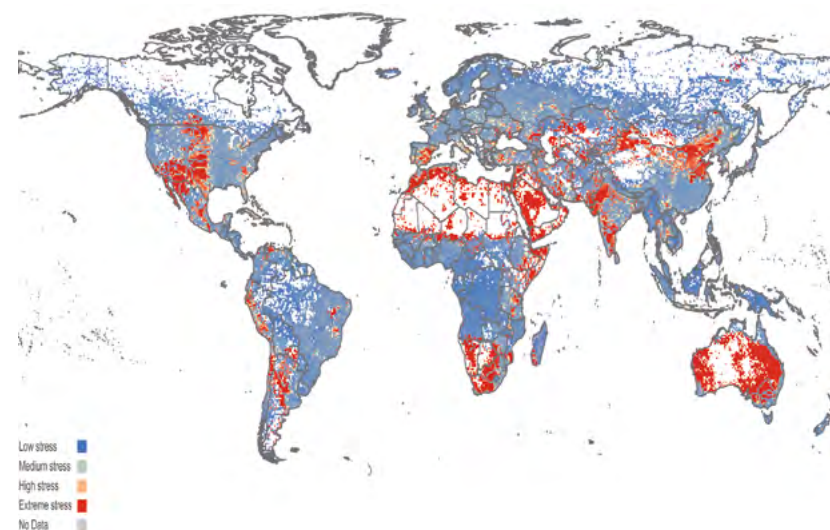 Low stress
Medium stress
High stress
Extreme stress
No Data